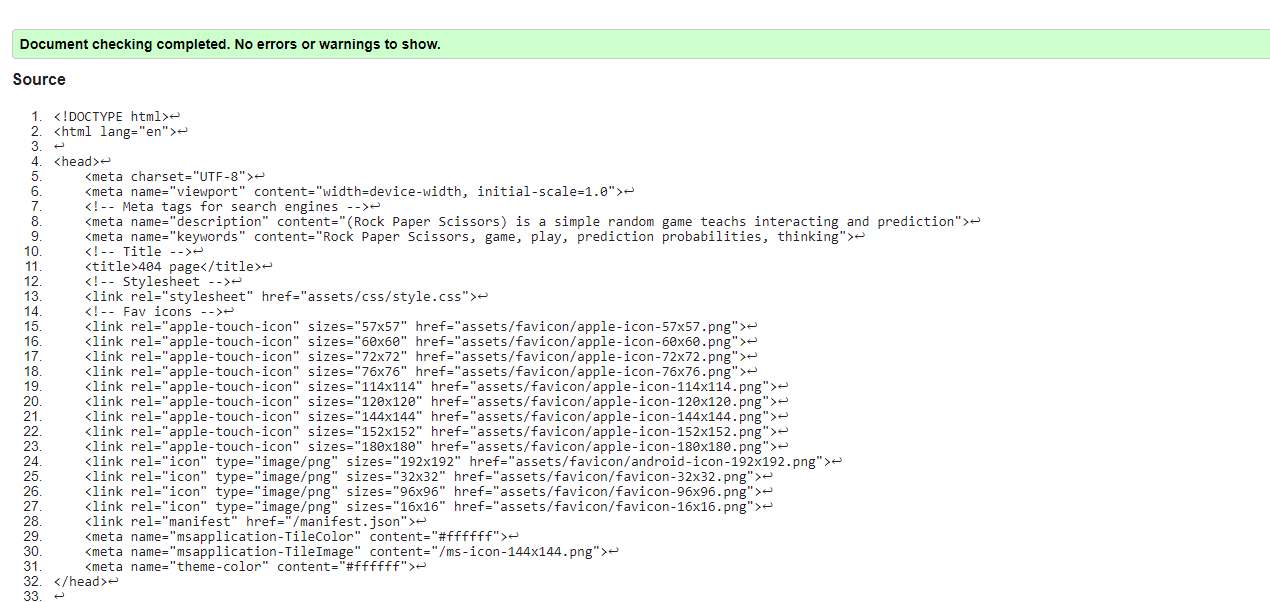 Document checking completed. No errors or warnings to show.
Source
1. <!DOCTYPE html>↩
2. <html lang="en">↩
3. ↩
4. <head>↩
5.     <meta charset="UTF-8">↩
6.     <meta name="viewport" content="width=device-width, initial-scale=1.0">↩
7.     <!-- Meta tags for search engines -->↩
8.     <meta name="description" content="(Rock Paper Scissors) is a simple random game teachs interacting and prediction">↩
9.     <meta name="keywords" content="Rock Paper Scissors, game, play, prediction probabilities, thinking">↩
10.     <!-- Title -->↩
11.     <title>404 page</title>↩
12.     <!-- Stylesheet -->↩
13.     <link rel="stylesheet" href="assets/css/style.css">↩
14.     <!-- Fav icons -->↩
15.     <link rel="apple-touch-icon" sizes="57x57" href="assets/favicon/apple-icon-57x57.png">↩
16.     <link rel="apple-touch-icon" sizes="60x60" href="assets/favicon/apple-icon-60x60.png">↩
17.     <link rel="apple-touch-icon" sizes="72x72" href="assets/favicon/apple-icon-72x72.png">↩
18.     <link rel="apple-touch-icon" sizes="76x76" href="assets/favicon/apple-icon-76x76.png">↩
19.     <link rel="apple-touch-icon" sizes="114x114" href="assets/favicon/apple-icon-114x114.png">↩
20.     <link rel="apple-touch-icon" sizes="120x120" href="assets/favicon/apple-icon-120x120.png">↩
21.     <link rel="apple-touch-icon" sizes="144x144" href="assets/favicon/apple-icon-144x144.png">↩
22.     <link rel="apple-touch-icon" sizes="152x152" href="assets/favicon/apple-icon-152x152.png">↩
23.     <link rel="apple-touch-icon" sizes="180x180" href="assets/favicon/apple-icon-180x180.png">↩
24.     <link rel="icon" type="image/png" sizes="192x192" href="assets/favicon/android-icon-192x192.png">↩
25.     <link rel="icon" type="image/png" sizes="32x32" href="assets/favicon/favicon-32x32.png">↩
26.     <link rel="icon" type="image/png" sizes="96x96" href="assets/favicon/favicon-96x96.png">↩
27.     <link rel="icon" type="image/png" sizes="16x16" href="assets/favicon/favicon-16x16.png">↩
28.     <link rel="manifest" href="/manifest.json">↩
29.     <meta name="msapplication-TileColor" content="#ffffff">↩
30.     <meta name="msapplication-TileImage" content="/ms-icon-144x144.png">↩
31.     <meta name="theme-color" content="#ffffff">↩
32. </head>↩
33. ↩